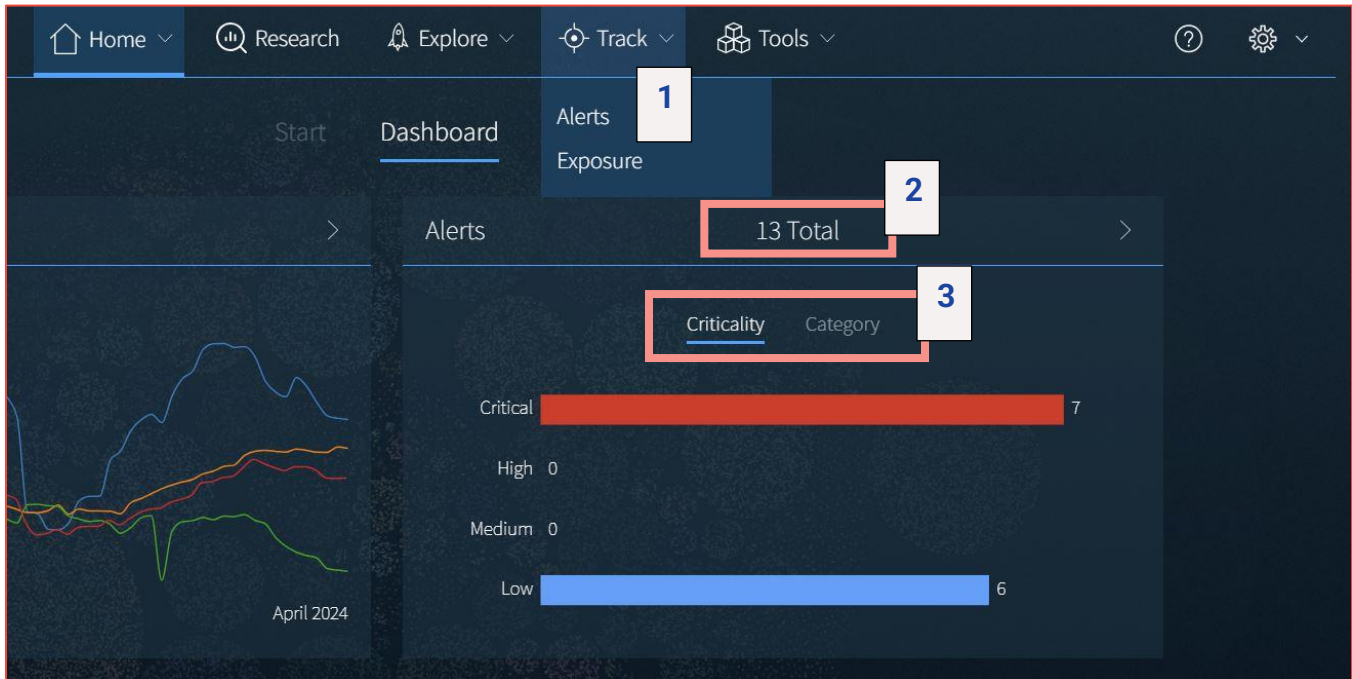 Home Research Explore Track Tools
1
Alerts
Start Dashboard
Exposure
2
Alerts 13 Total
3
Criticality Category
Critical 7
High 0
Medium 0
Low 6
April 2024